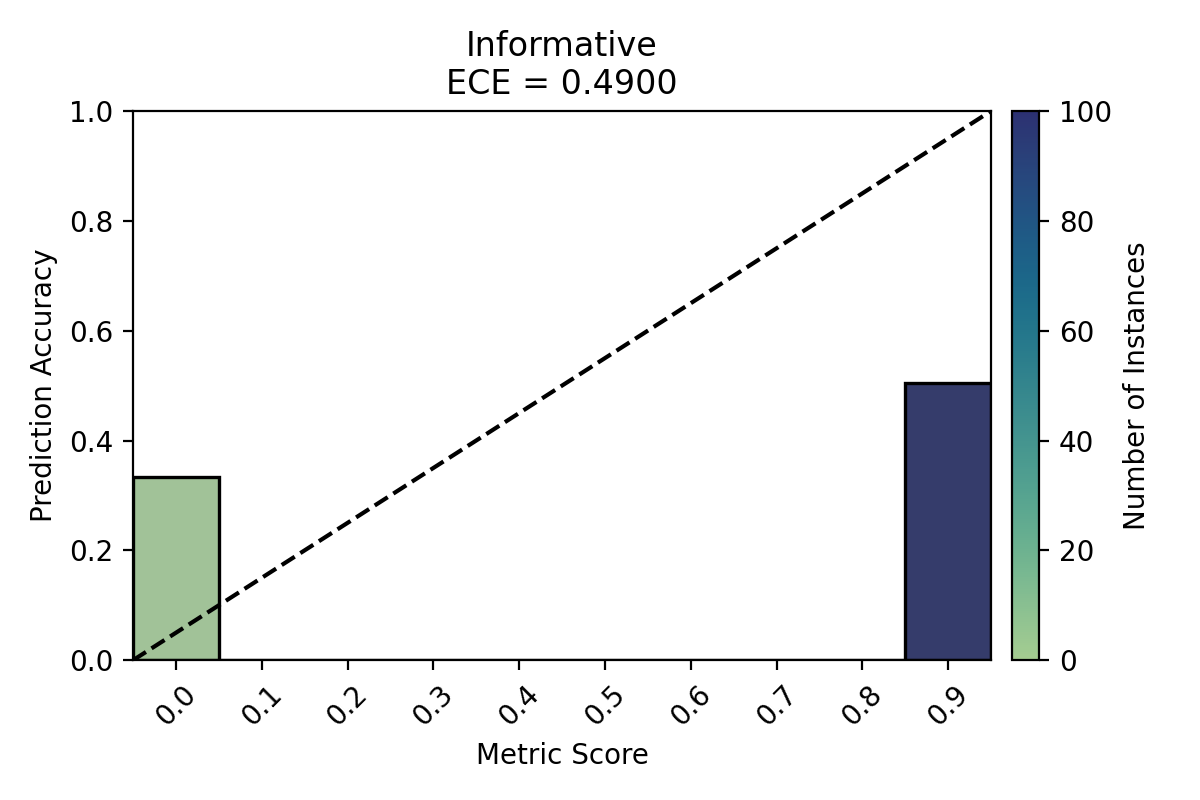 Informative
ECE = 0.4900
Prediction Accuracy
1.0
0.8
0.6
0.4
0.2
0.0
0.0 0.1 0.2 0.3 0.4 0.5 0.6 0.7 0.8 0.9
Metric Score
100
80
60
40
20
0
Number of Instances